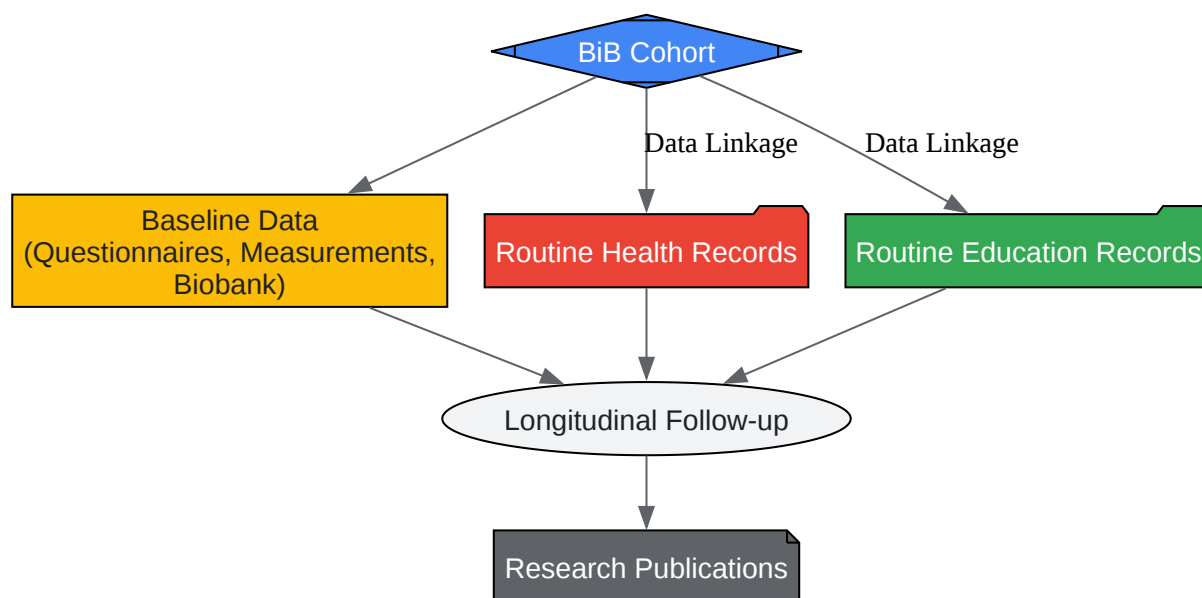 BiB Cohort
Data Linkage
Data Linkage
Baseline Data
(Questionnaires, Measurements,
Biobank)
Routine Health Records
Routine Education Records
Longitudinal Follow-up
Research Publications